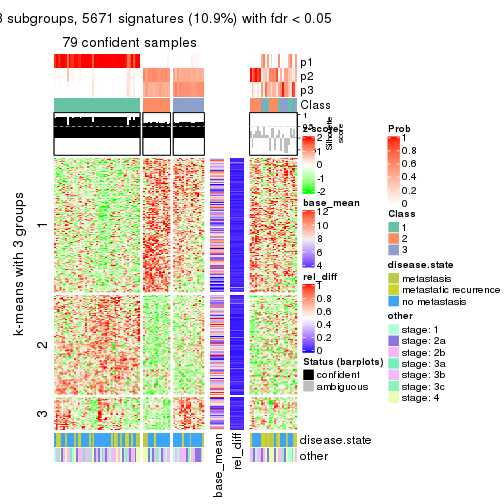 3 subgroups, 5671 signatures (10.9%) with fdr < 0.05
79 confident samples
p1
p2
p3
Class
1
0.5
Silhouette
score
k-means with 3 groups
1
2
3
disease.state
other
base_mean
rel_diff
z-score
2
1
0
-1
-2
base_mean
12
10
8
6
4
rel_diff
1
0.8
0.6
0.4
0.2
0
Status (barplots)
confident
ambiguous
Prob
1
0.8
0.6
0.4
0.2
0
Class
1
2
3
disease.state
metastasis
metastatic recurrence
no metastasis
other
stage: 1
stage: 2a
stage: 2b
stage: 3a
stage: 3b
stage: 3c
stage: 4